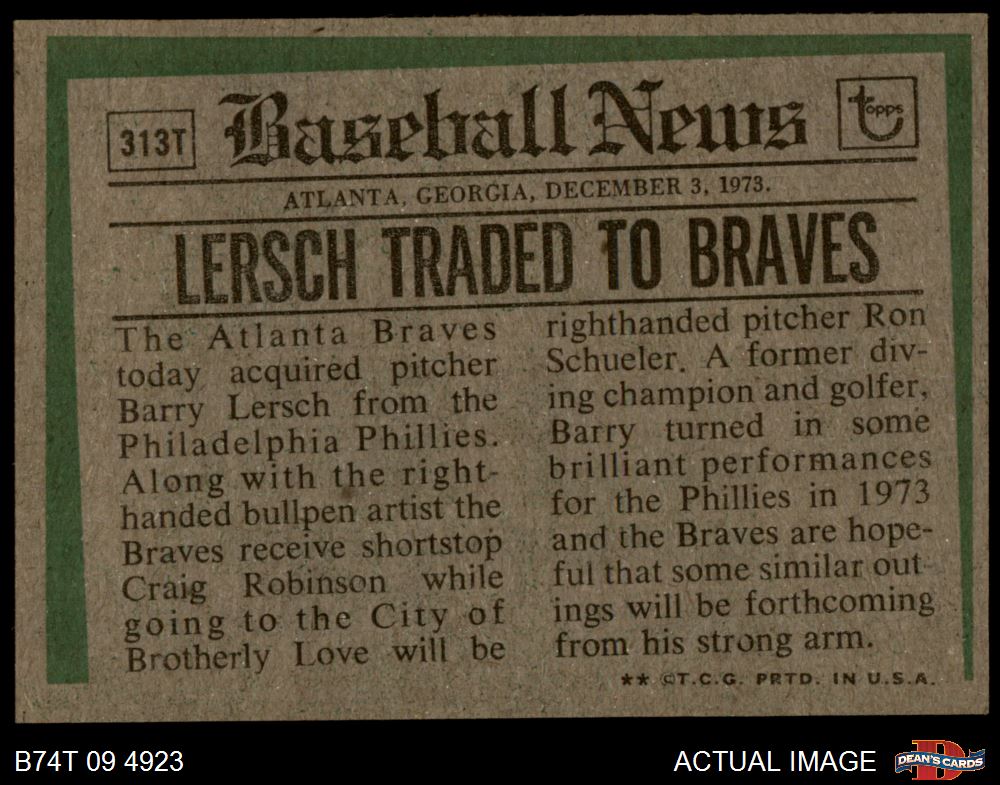 313T
Baseball News
topps
ATLANTA, GEORGIA, DECEMBER 3, 1973.
LERSCH TRADED TO BRAVES
The Atlanta Braves
today acquired pitcher
Barry Lersch from the
Philadelphia Phillies.
Along with the right-
handed bullpen artist the
Braves receive shortstop
Craig Robinson while
going to the City of
Brotherly Love will be
righthanded pitcher Ron
Schueler. A former div-
ing champion and golfer,
Barry turned in some
brilliant performances
for the Phillies in 1973
and the Braves are hope-
ful that some similar out
ings will be forthcoming
from his strong arm.
** ©T.C.G. PRTD. IN U.S.A.
B74T 09 4923
ACTUAL IMAGE
DEAN'S CARDS